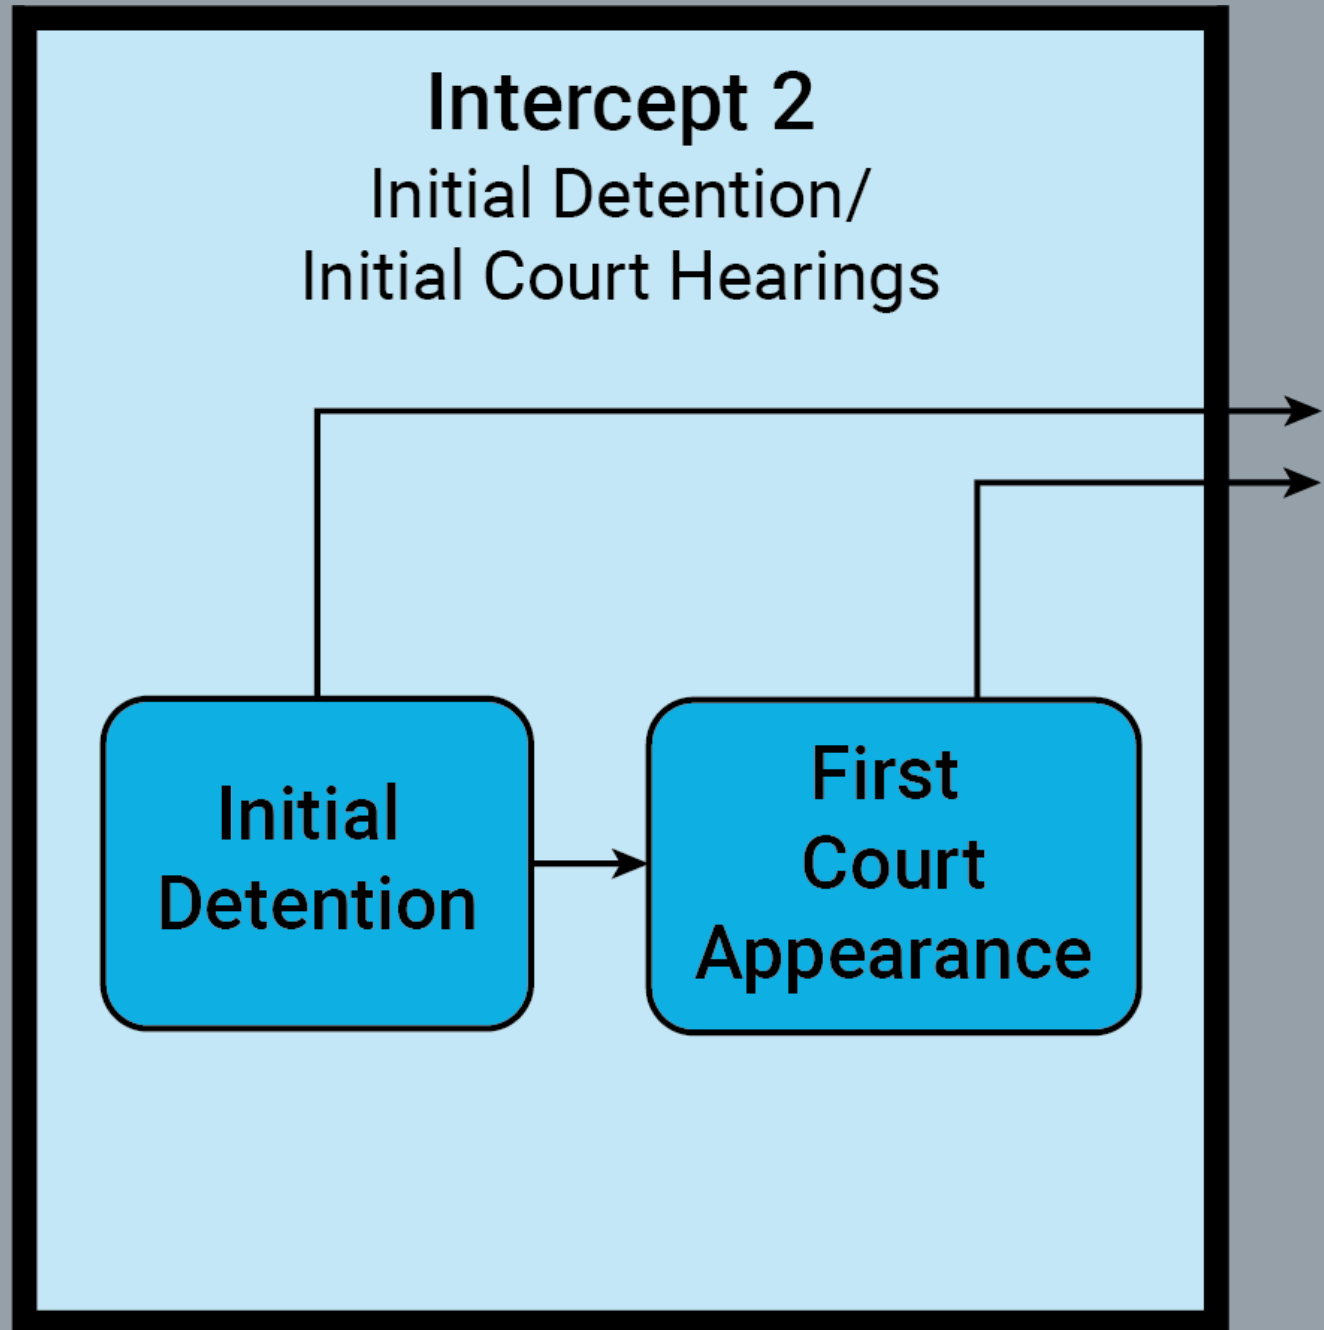 Intercept 2
Initial Detention/
Initial Court Hearings
Initial
Detention
First
Court
Appearance